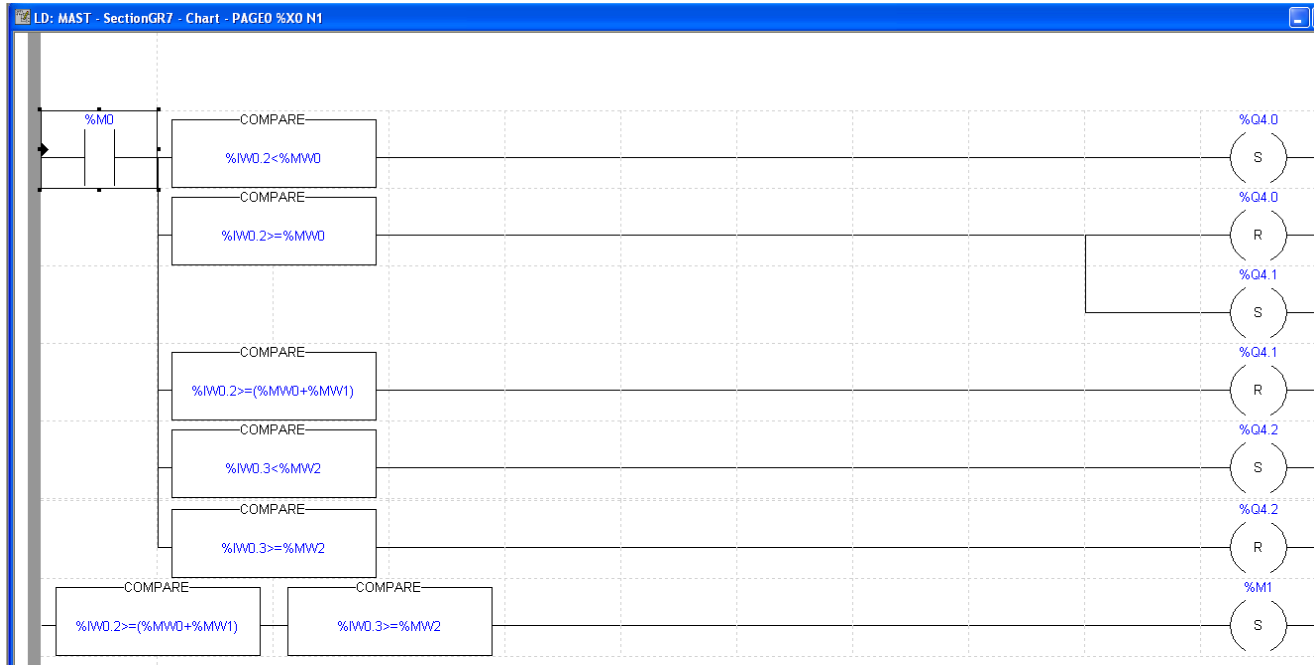 LD: MAST - SectionGR7 - Chart - PAGE0 %X0 N1
%M0 COMPARE %Q4.0
%IW0.2<%MW0 S
COMPARE %Q4.0
%IW0.2>=%MW0 R
%Q4.1
S
COMPARE %Q4.1
%IW0.2>=(%MW0+%MW1) R
COMPARE %Q4.2
%IW0.3<%MW2 S
COMPARE %Q4.2
%IW0.3>=%MW2 R
COMPARE COMPARE %M1
%IW0.2>=(%MW0+%MW1) %IW0.3>=%MW2 S